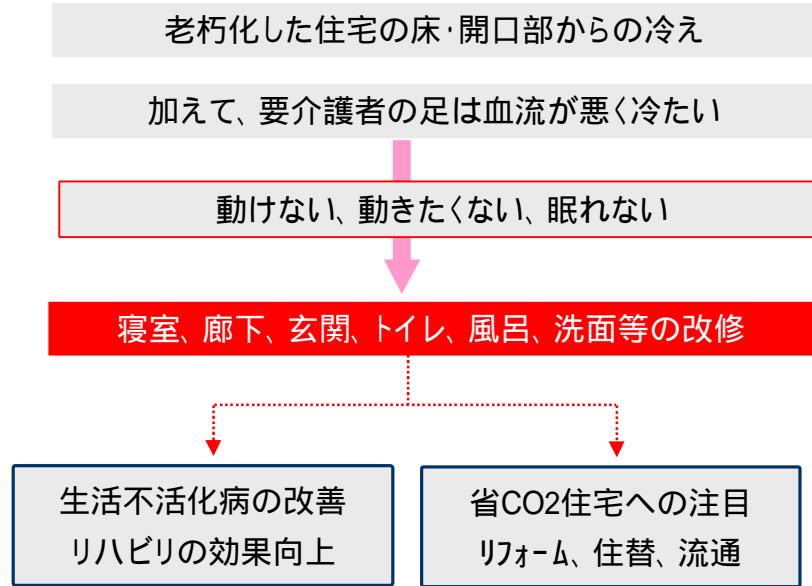 老朽化した住宅の床・開口部からの冷え
加えて、要介護者の足は血流が悪く冷たい
動けない、動きたくない、眠れない
寝室、廊下、玄関、トイレ、風呂、洗面等の改修
生活不活化病の改善
リハビリの効果向上
省CO2住宅への注目
リフォーム、住替、流通